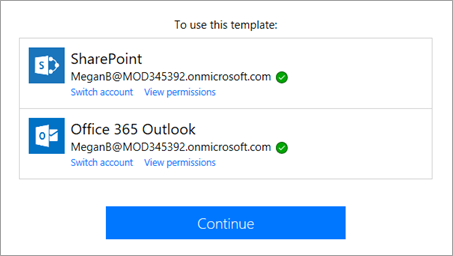 To use this template:
SharePoint
MeganB@MOD345392.onmicrosoft.com
Switch account View permissions
Office 365 Outlook
MeganB@MOD345392.onmicrosoft.com
Switch account View permissions
Continue